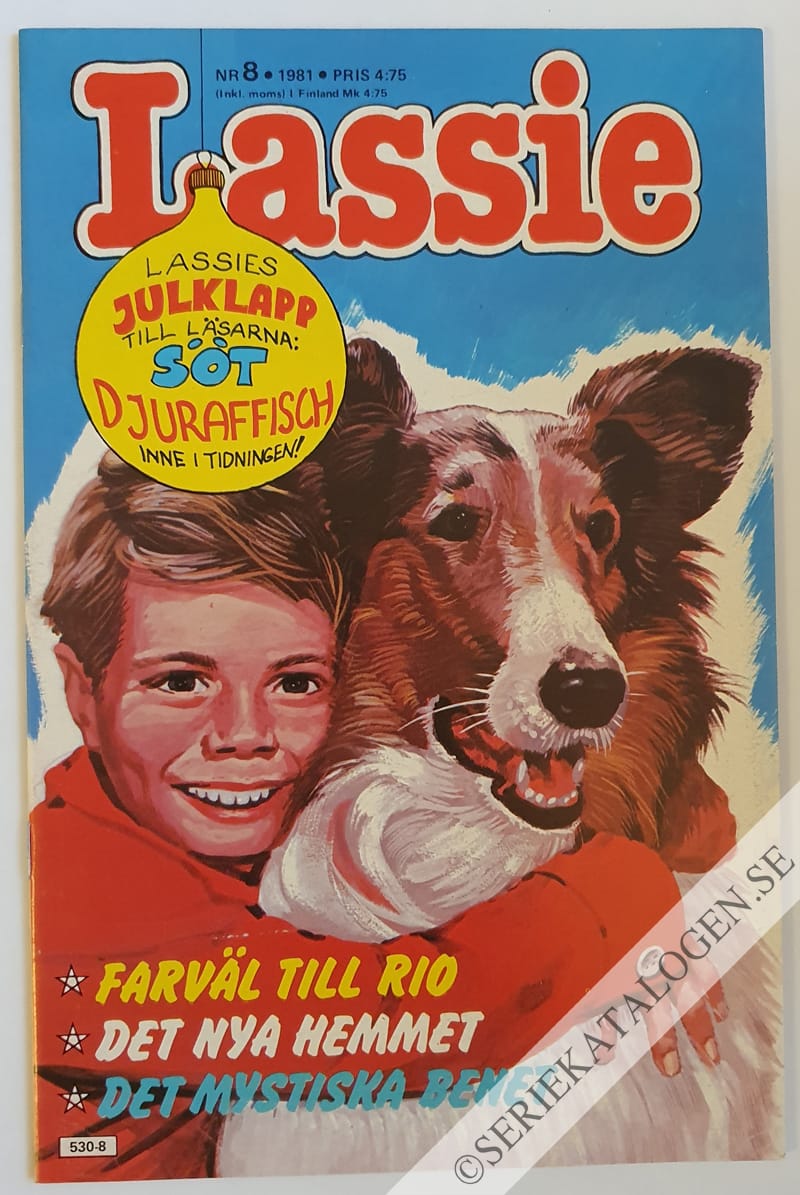 NR 8 • 1981 • PRIS 4:75
(Inkl. moms) I Finland Mk 4:75
Lassie
LASSIES
JULKLAPP
TILL LÄSARNA:
SÖT
DJURAFFISCH
INNE I TIDNINGEN!
FARVÄL TILL RIO
DET NYA HEMMET
DET MYSTISKA BENET
530-8
©SERIEKATALOGEN.SE